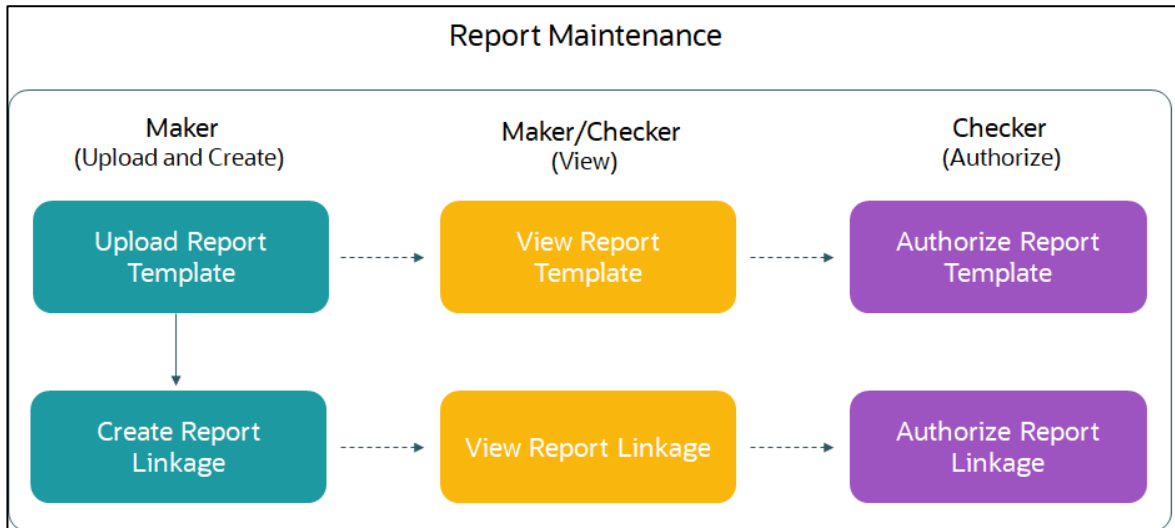 Report Maintenance
Maker
(Upload and Create)
Maker/Checker
(View)
Checker
(Authorize)
Upload Report
Template
View Report
Template
Authorize Report
Template
Create Report
Linkage
View Report Linkage
Authorize Report
Linkage